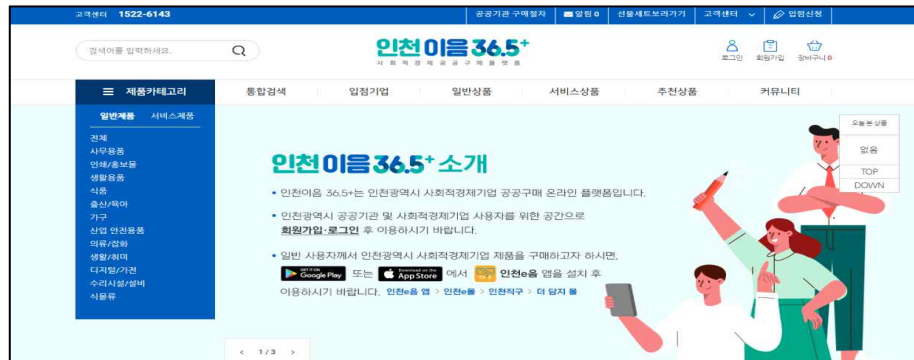 고객센터 1522-6143
공공기관 구매절차 알림 0 선물세트보러가기 고객센터 입점신청
검색어를 입력하세요.
인천이음36.5+
사회적경제공공구매플랫폼
로그인 회원가입 장바구니 0
제품카테고리 통합검색 입점기업 일반상품 서비스상품 추천상품 커뮤니티
일반제품 서비스제품
전체
사무용품
인쇄/홍보물
생활용품
식품
출산/육아
가구
산업 안전용품
의류/잡화
생활/취미
디지털/가전
수리시설/설비
식물류
인천이음36.5+ 소개
• 인천이음 36.5+는 인천광역시 사회적경제기업 공공구매 온라인 플랫폼입니다.
• 인천광역시 공공기관 및 사회적경제기업 사용자를 위한 공간으로
회원가입·로그인 후 이용하시기 바랍니다.
• 일반 사용자께서 인천광역시 사회적경제기업 제품을 구매하고자 하시면,
GET IT ON Google Play 또는 Download on the App Store 에서 인천e음 앱을 설치 후
이용하시기 바랍니다. 인천e음 앱 > 인천e몰 > 인천직구 > 더 담지 몰
< 1/3 >
오늘 본 상품
없음
TOP
DOWN